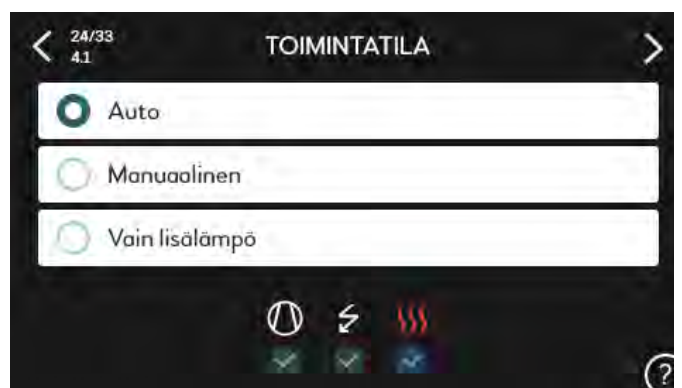 24/33
4.1
TOIMINTATILA
Auto
Manuaalinen
Vain lisälämpö
?